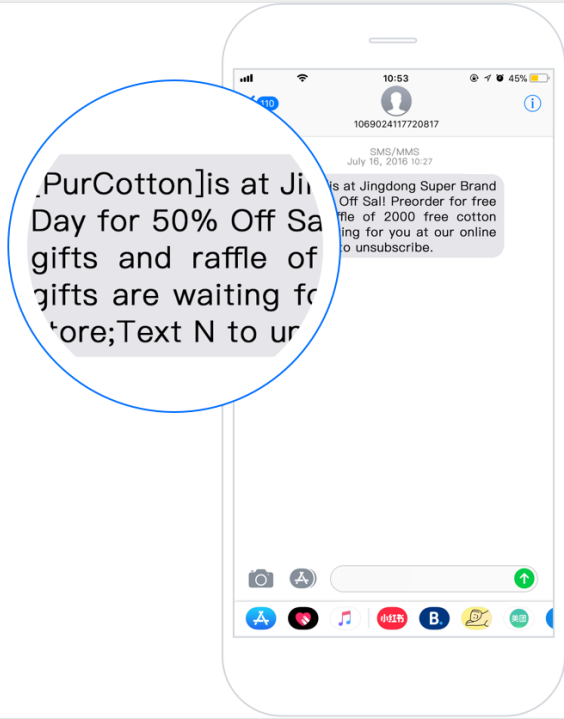 10:53
45%
110
1069024117720817
SMS/MMS
July 16, 2016 10:27
[PurCotton]is at Ji
Day for 50% Off Sa
gifts and raffle of
gifts are waiting fo
tore;Text N to un
is at Jingdong Super Brand
Off Sal! Preorder for free
ffle of 2000 free cotton
ing for you at our online
to unsubscribe.
小红书
B.
美团